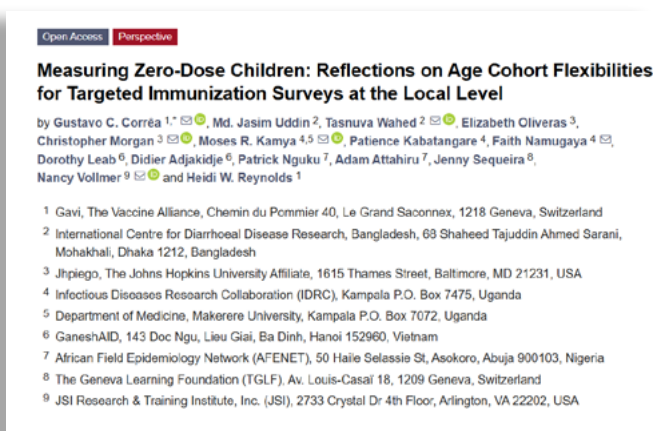 Open Access Perspective
Measuring Zero-Dose Children: Reflections on Age Cohort Flexibilities
for Targeted Immunization Surveys at the Local Level
by Gustavo C. Corrêa 1,*, Md. Jasim Uddin 2, Tasnuva Wahed 2, Elizabeth Oliveras 3,
Christopher Morgan 3, Moses R. Kamya 4,5, Patience Kabatangare 4, Faith Namugaya 4,
Dorothy Leab 6, Didier Adjakidje 6, Patrick Nguku 7, Adam Attahiru 7, Jenny Sequeira 8,
Nancy Vollmer 9 and Heidi W. Reynolds 1
1 Gavi, The Vaccine Alliance, Chemin du Pommier 40, Le Grand Saconnex, 1218 Geneva, Switzerland
2 International Centre for Diarrhoeal Disease Research, Bangladesh, 68 Shaheed Tajuddin Ahmed Sarani,
Mohakhali, Dhaka 1212, Bangladesh
3 Jhpiego, The Johns Hopkins University Affiliate, 1615 Thames Street, Baltimore, MD 21231, USA
4 Infectious Diseases Research Collaboration (IDRC), Kampala P.O. Box 7475, Uganda
5 Department of Medicine, Makerere University, Kampala P.O. Box 7072, Uganda
6 GaneshAID, 143 Doc Ngu, Lieu Giai, Ba Dinh, Hanoi 152960, Vietnam
7 African Field Epidemiology Network (AFENET), 50 Haile Selassie St, Asokoro, Abuja 900103, Nigeria
8 The Geneva Learning Foundation (TGLF), Av. Louis-Casaï 18, 1209 Geneva, Switzerland
9 JSI Research & Training Institute, Inc. (JSI), 2733 Crystal Dr 4th Floor, Arlington, VA 22202, USA